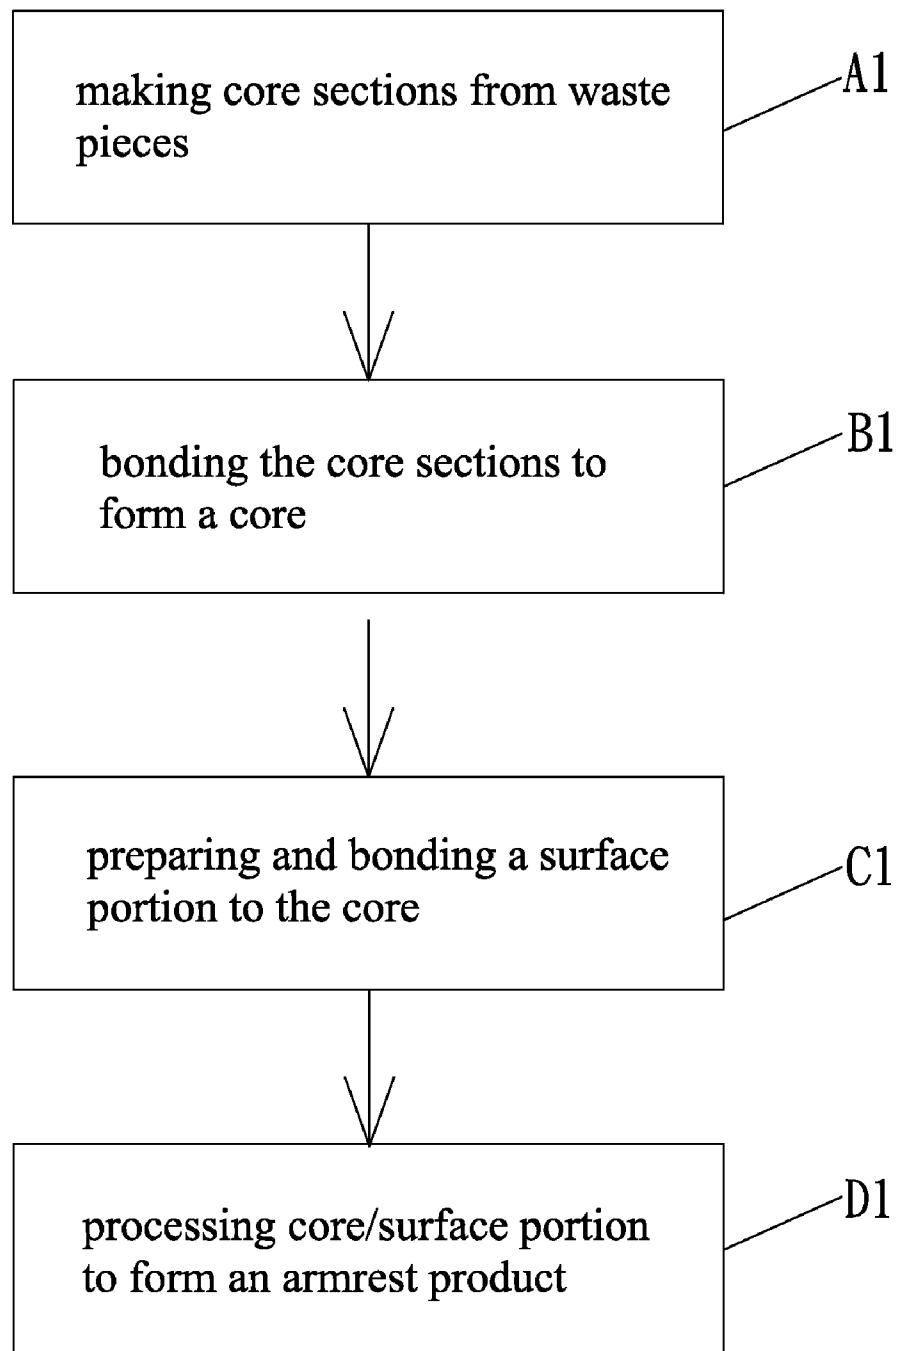 making core sections from waste
pieces
A1
bonding the core sections to
form a core
B1
preparing and bonding a surface
portion to the core
C1
processing core/surface portion
to form an armrest product
D1